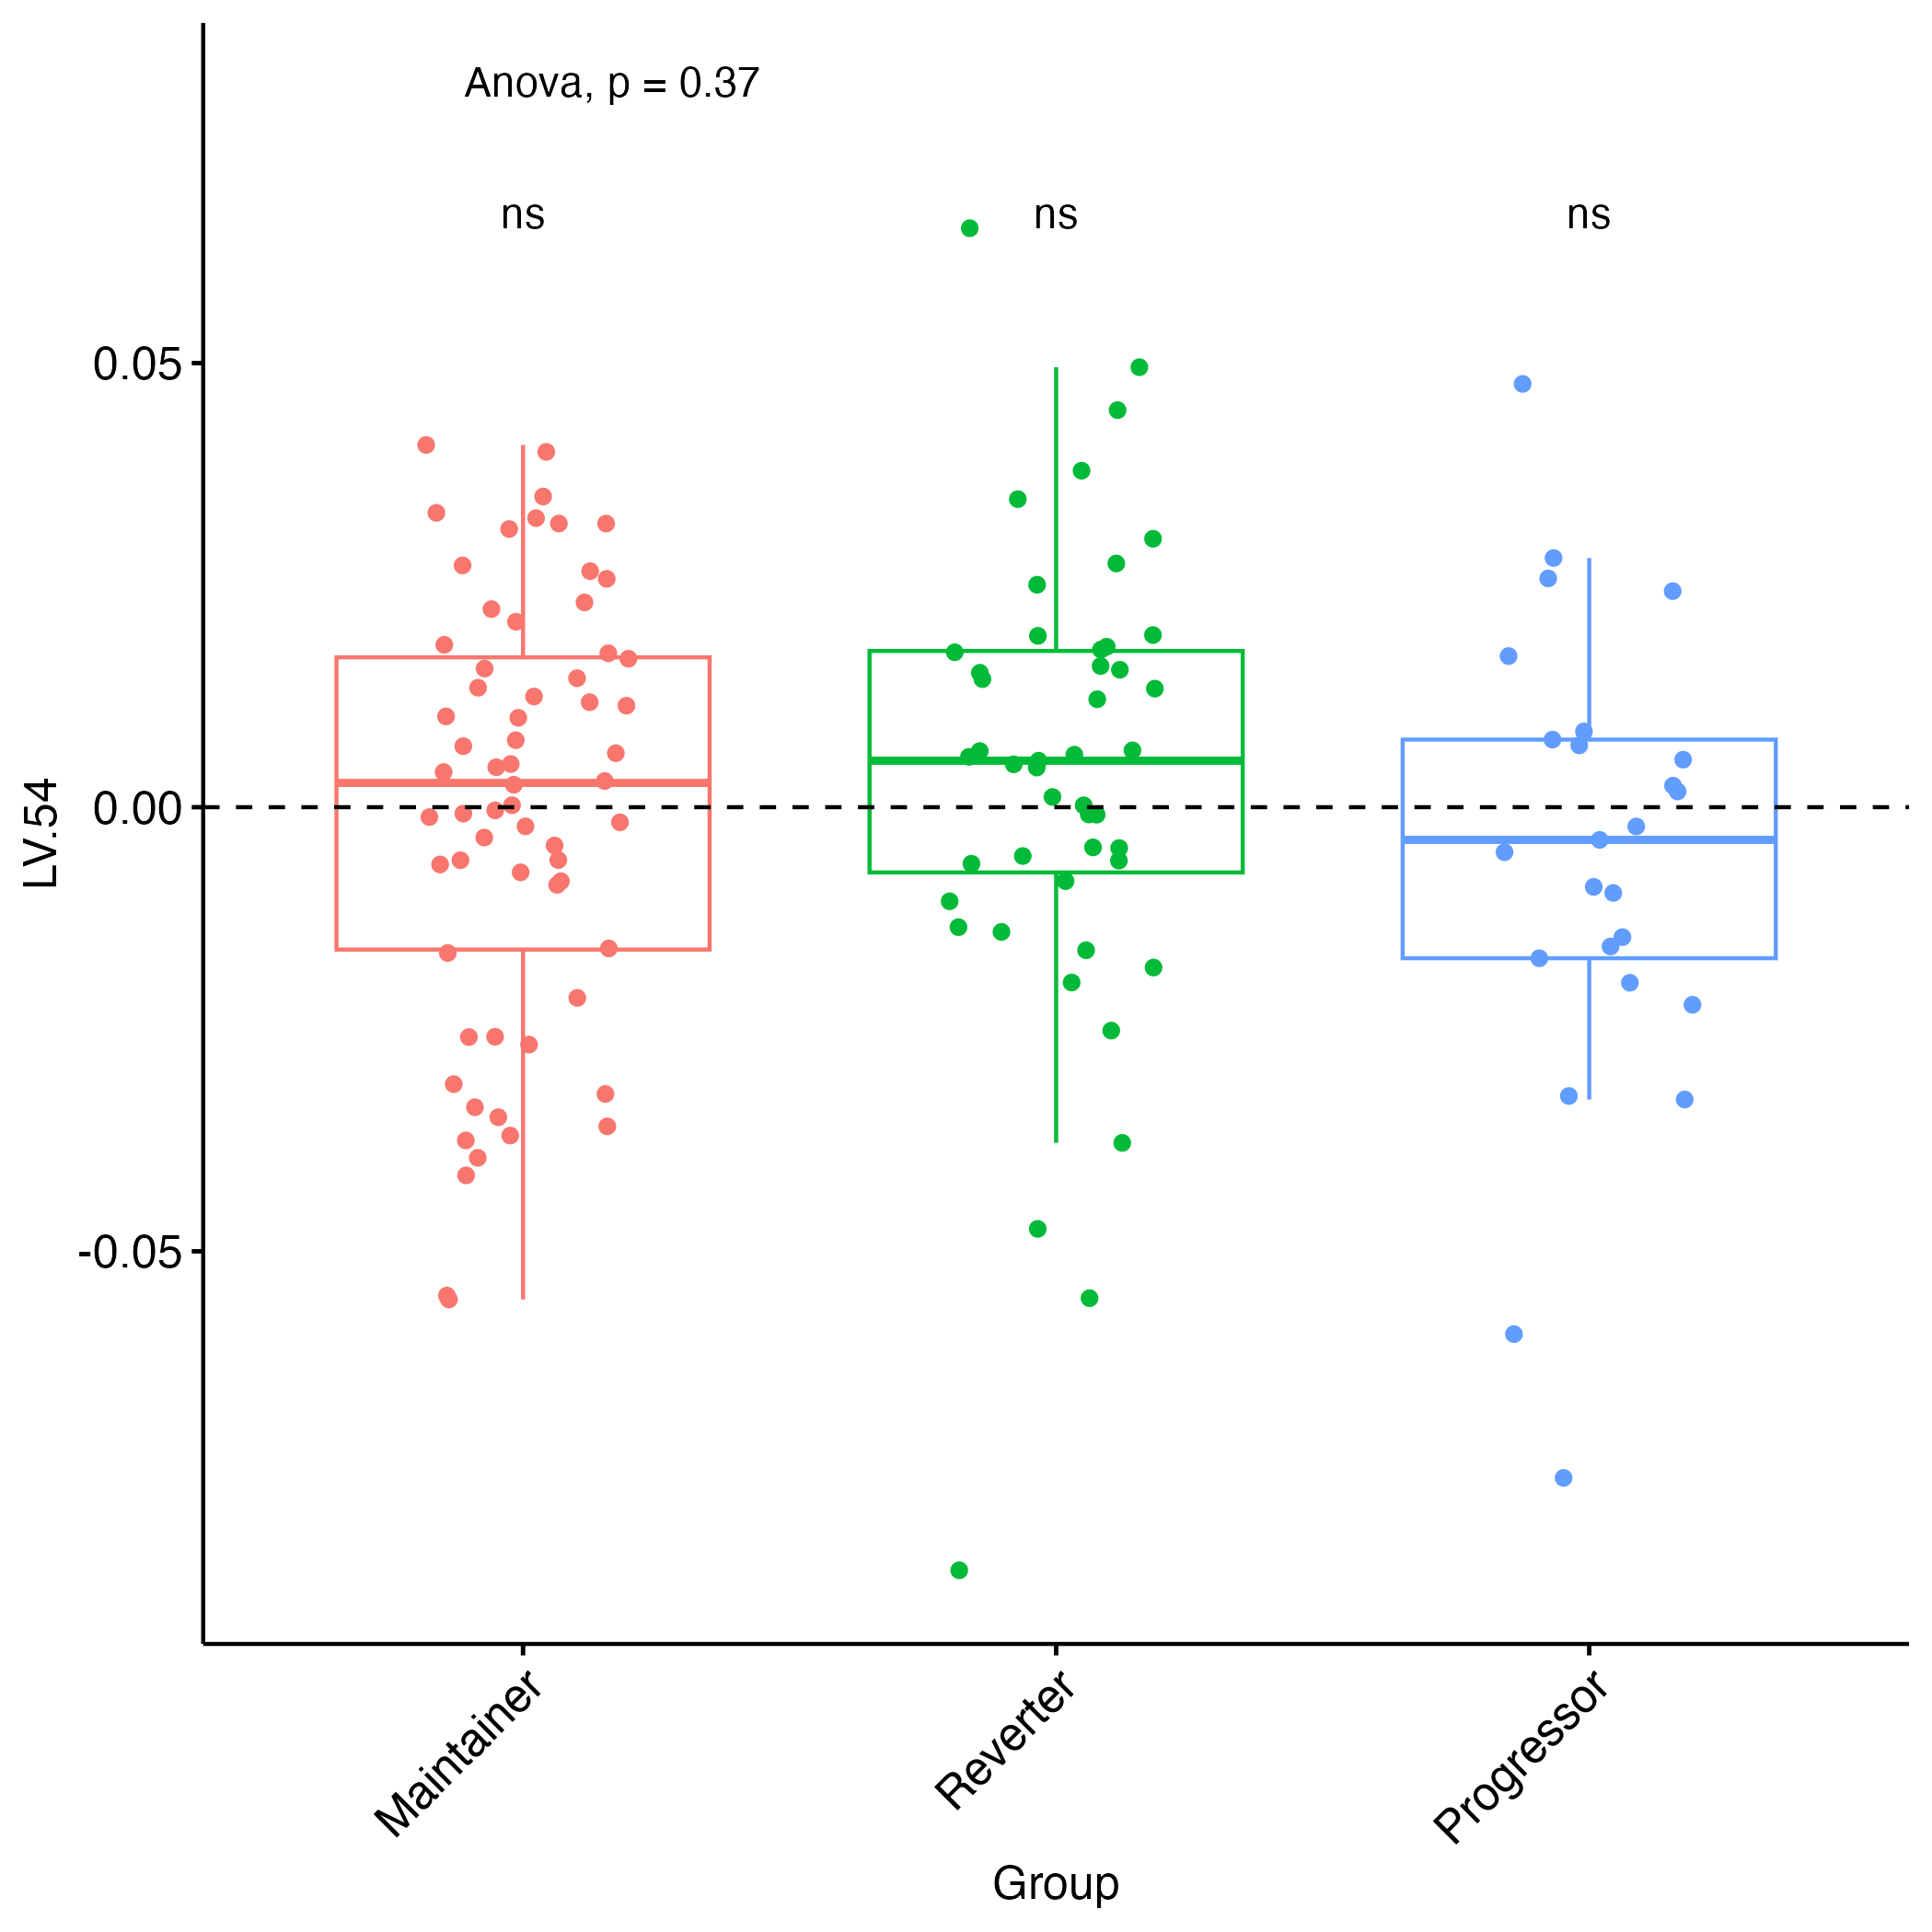 Anova, p = 0.37
ns ns ns
0.05
0.00
-0.05
LV.54
Maintainer Reverter Progressor
Group